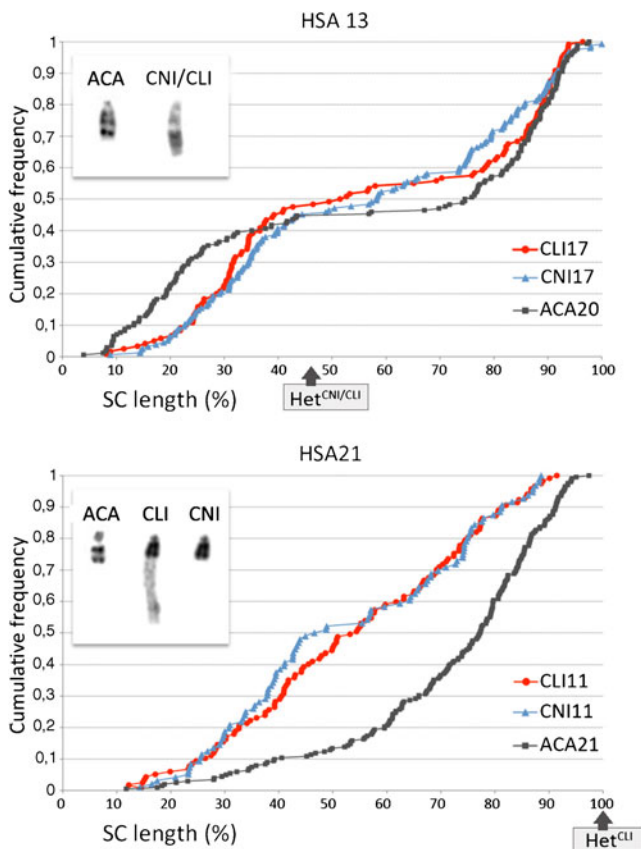 HSA 13
Cumulative frequency
1
0,9
0,8
0,7
0,6
0,5
0,4
0,3
0,2
0,1
0
ACA CNI/CLI
CLI17
CNI17
ACA20
0 10 20 30 40 50 60 70 80 90 100
SC length (%)
Het^CNI/CLI
HSA21
Cumulative frequency
1
0,9
0,8
0,7
0,6
0,5
0,4
0,3
0,2
0,1
0
ACA CLI CNI
CLI11
CNI11
ACA21
0 10 20 30 40 50 60 70 80 90 100
SC length (%)
Het^CLI